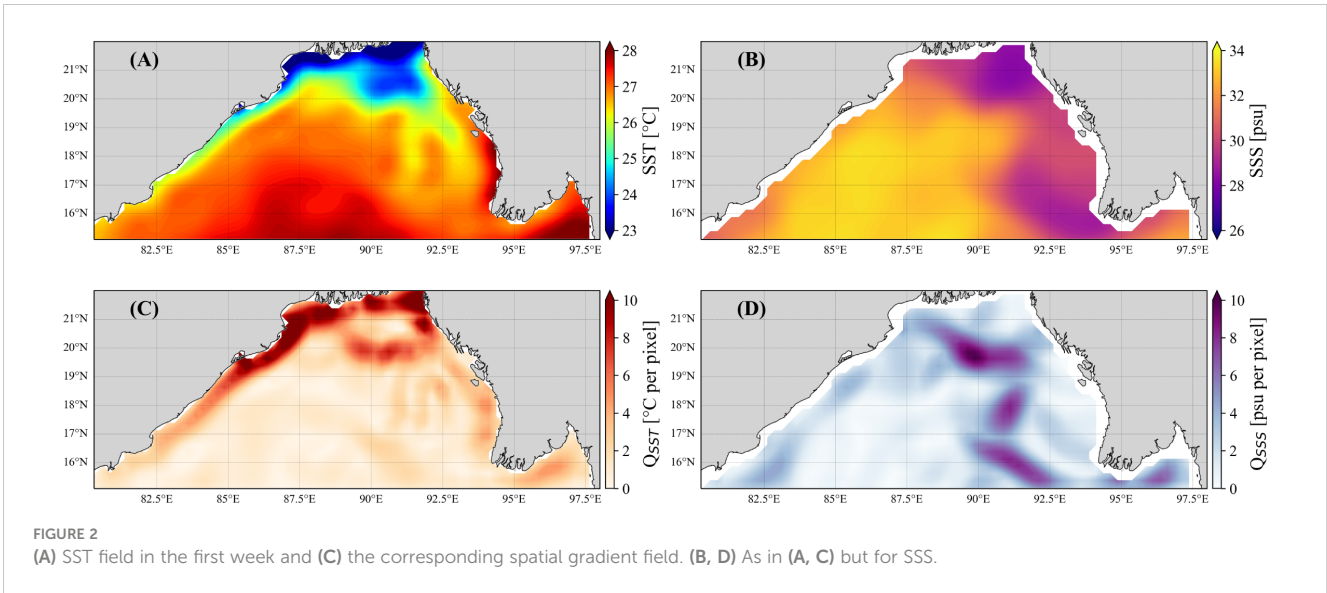 (A)
21°N
20°N
19°N
18°N
17°N
16°N
82.5°E 85°E 87.5°E 90°E 92.5°E 95°E 97.5°E
28
27
26
25
24
23
SST [°C]
(B)
21°N
20°N
19°N
18°N
17°N
16°N
82.5°E 85°E 87.5°E 90°E 92.5°E 95°E 97.5°E
34
32
30
28
26
SSS [psu]
(C)
21°N
20°N
19°N
18°N
17°N
16°N
82.5°E 85°E 87.5°E 90°E 92.5°E 95°E 97.5°E
10
8
6
4
2
0
QSST [°C per pixel]
(D)
21°N
20°N
19°N
18°N
17°N
16°N
82.5°E 85°E 87.5°E 90°E 92.5°E 95°E 97.5°E
10
8
6
4
2
0
QSSS [psu per pixel]
FIGURE 2
(A) SST field in the first week and (C) the corresponding spatial gradient field. (B, D) As in (A, C) but for SSS.